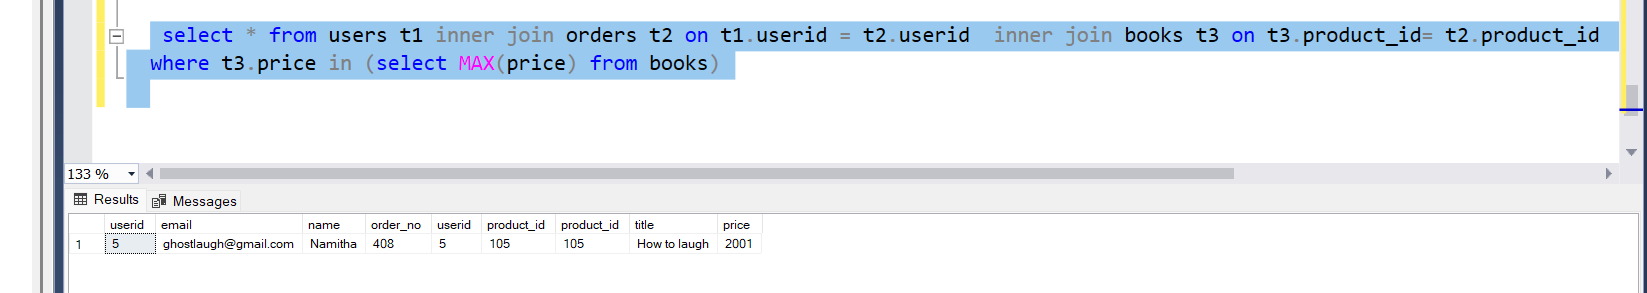 select * from users t1 inner join orders t2 on t1.userid = t2.userid  inner join books t3 on t3.product_id= t2.product_id
where t3.price in (select MAX(price) from books)
133 %
Results Messages
userid email name order_no userid product_id product_id title price
1 5 ghostlaugh@gmail.com Namitha 408 5 105 105 How to laugh 2001